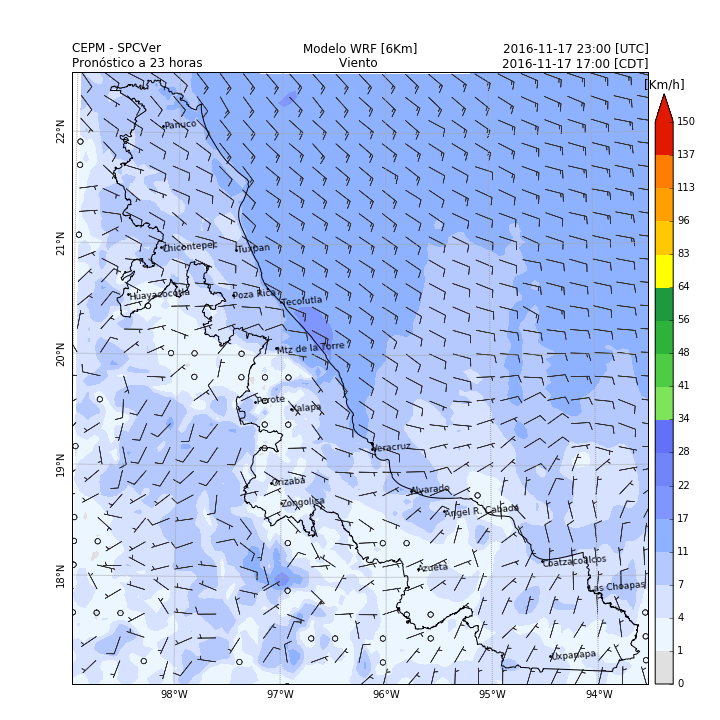 CEPM - SPCVer Modelo WRF [6Km] 2016-11-17 23:00 [UTC]
Pronóstico a 23 horas Viento 2016-11-17 17:00 [CDT]
[Km/h]
150
137
113
96
83
64
56
48
41
34
28
22
17
11
7
4
1
0
22°N
21°N
20°N
19°N
18°N
Panuco
Chicontepec
Tuxpan
Huayacocotla
Poza Rica
Tecolutla
Mtz de la Torre
Perote
Xalapa
Veracruz
Orizaba
Alvarado
Zongolica
Angel R. Cabada
Azueta
Coatzacoalcos
Las Choapas
Uxpanapa
98°W 97°W 96°W 95°W 94°W